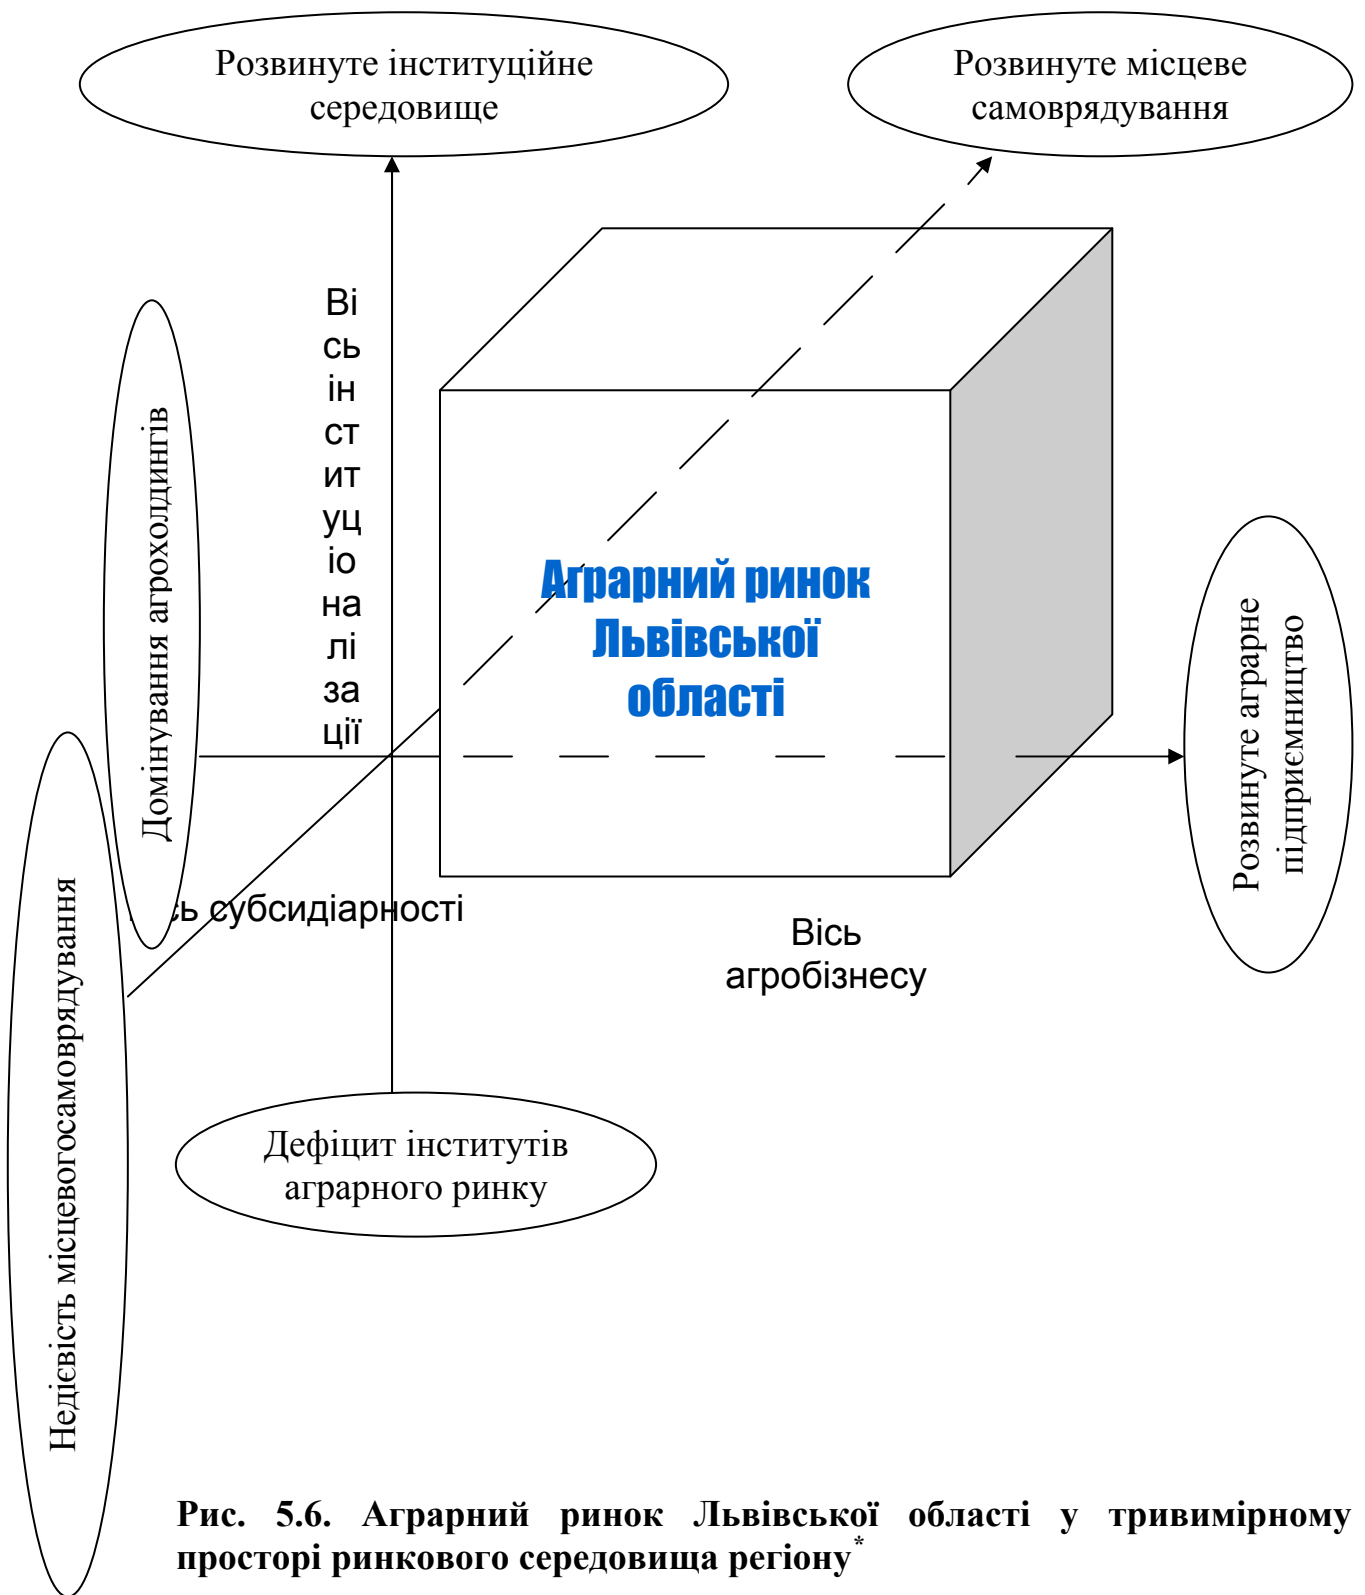 Розвинуте інституційне
середовище
Розвинуте місцеве
самоврядування
Ві
сь
ін
ст
ит
уц
іо
на
лі
за
ції
Домінування агрохолдингів
Аграрний ринок
Львівської
області
Розвинуте аграрне
підприємництво
субсидіарності
Вісь
агробізнесу
Недієвість місцевогосамоврядування
Дефіцит інститутів
аграрного ринку
Рис. 5.6. Аграрний ринок Львівської області у тривимірному
просторі ринкового середовища регіону*